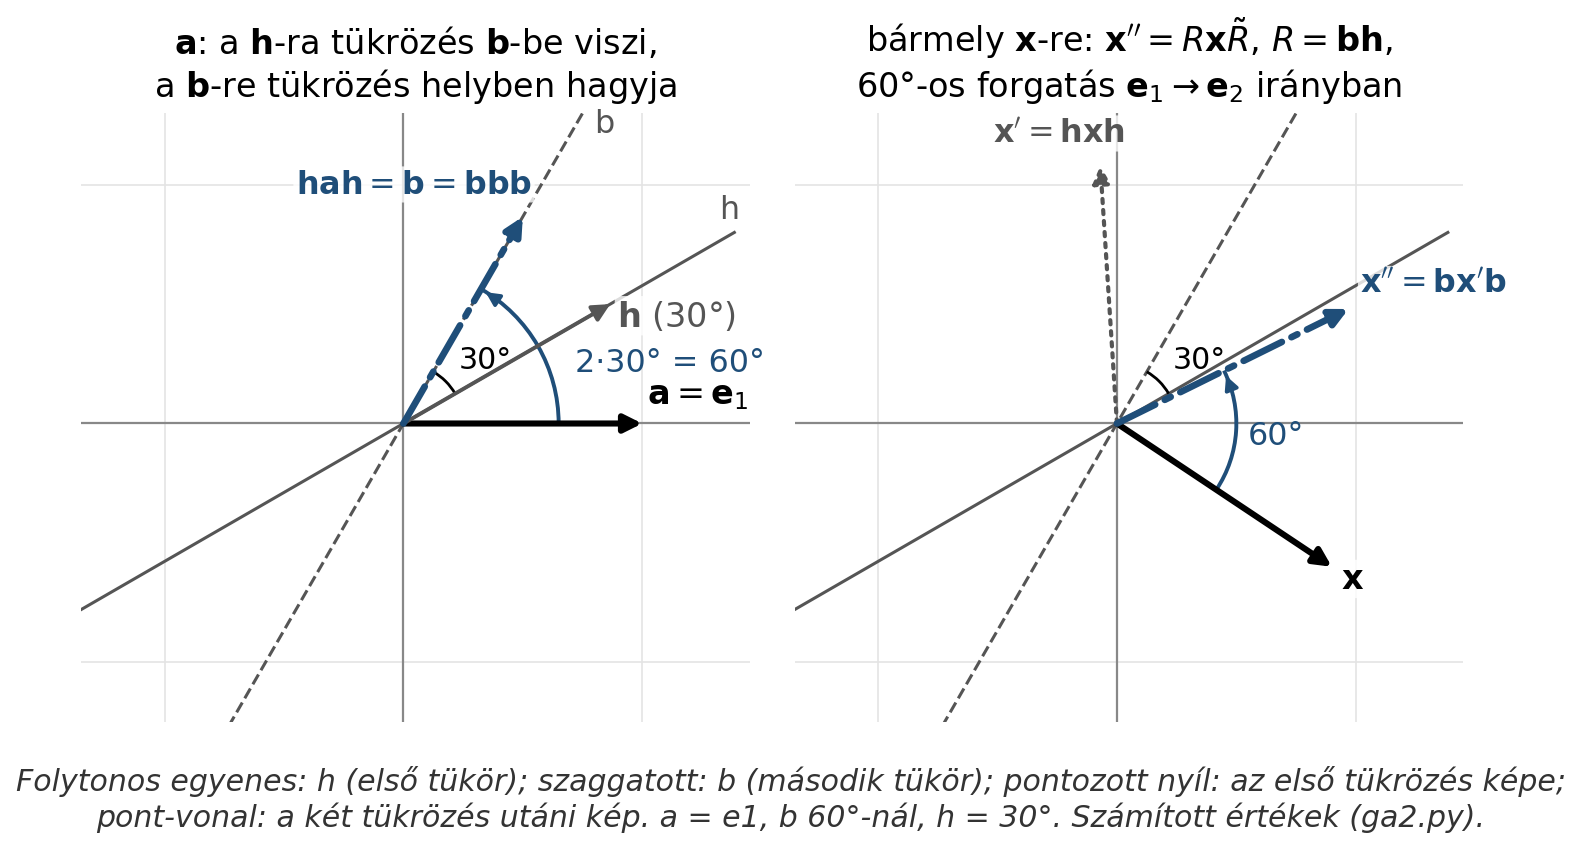 a: a h-ra tükrözés b-be viszi,
a b-re tükrözés helyben hagyja
b
hah = b = bbb
h
h (30°)
30°
2·30° = 60°
a = e₁
bármely x-re: x′′ = RxR̃, R = bh,
60°-os forgatás e₁ → e₂ irányban
x′ = hxh
x′′ = bx′b
30°
60°
x
Folytonos egyenes: h (első tükör); szaggatott: b (második tükör); pontozott nyíl: az első tükrözés képe;
pont-vonal: a két tükrözés utáni kép. a = e1, b 60°-nál, h = 30°. Számított értékek (ga2.py).